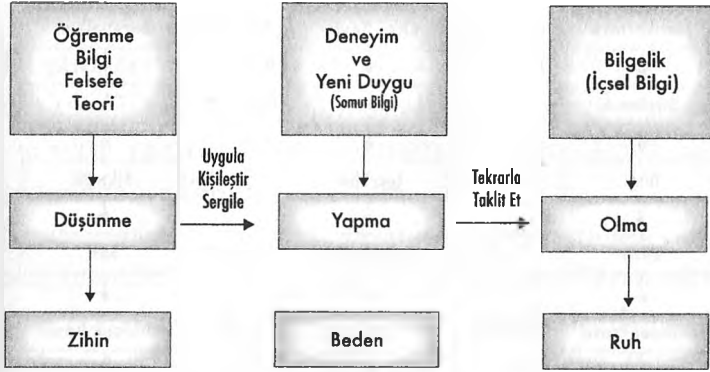 Öğrenme
Bilgi
Felsefe
Teori
Deneyim
ve
Yeni Duygu
(Somut Bilgi)
Bilgelik
(İçsel Bilgi)
Uygula
Kişileştir
Sergile
Tekrarla
Taklit Et
Düşünme
Yapma
Olma
Zihin
Beden
Ruh